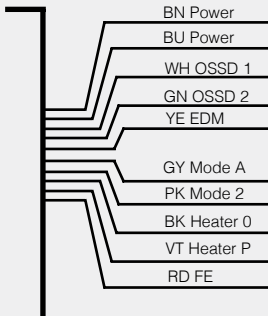 BN Power
BU Power
WH OSSD 1
GN OSSD 2
YE EDM
GY Mode A
PK Mode 2
BK Heater 0
VT Heater P
RD FE